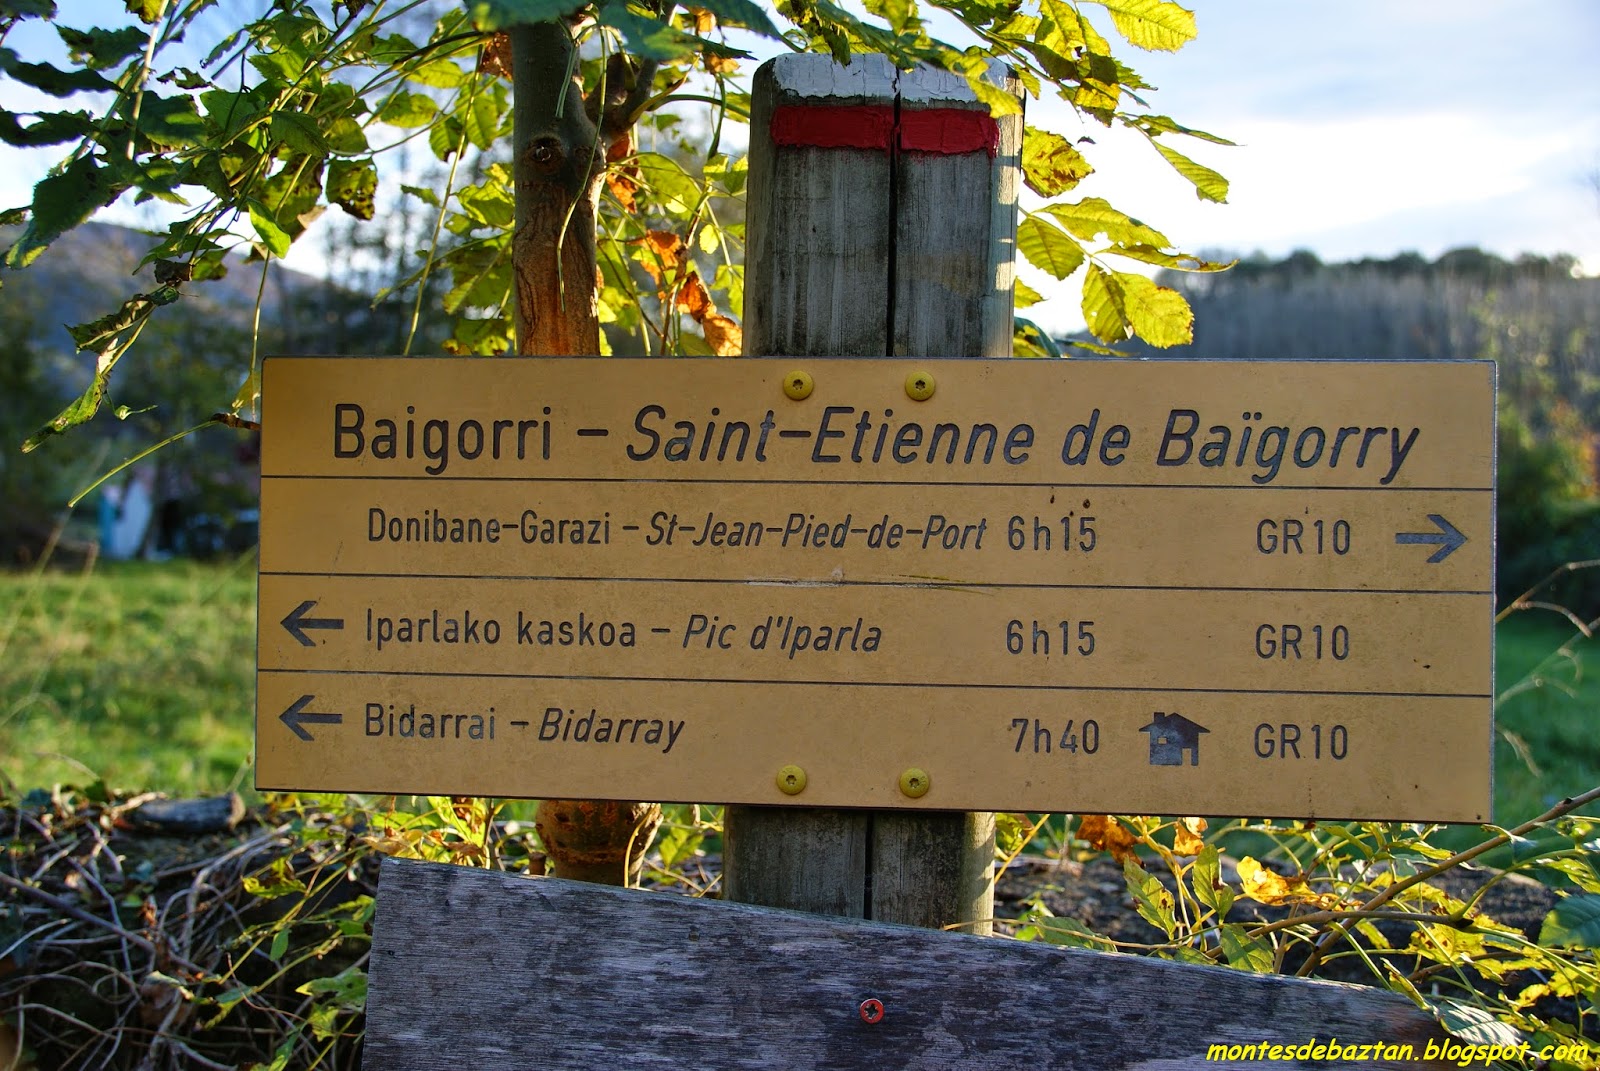 Baigorri – Saint-Etienne de Baïgorry
Donibane-Garazi – St-Jean-Pied-de-Port 6h15 GR10 →
← Iparlako kaskoa – Pic d'Iparla 6h15 GR10
← Bidarrai – Bidarray 7h40 GR10
montesdebaztan.blogspot.com